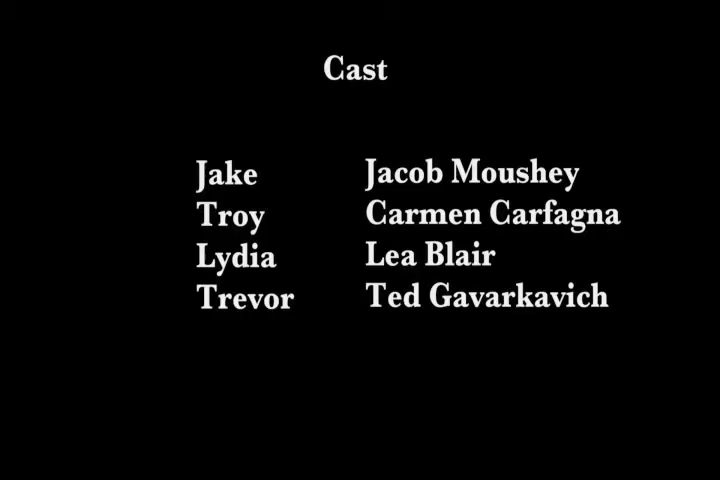 Cast
Jake Jacob Moushey
Troy Carmen Carfagna
Lydia Lea Blair
Trevor Ted Gavarkavich